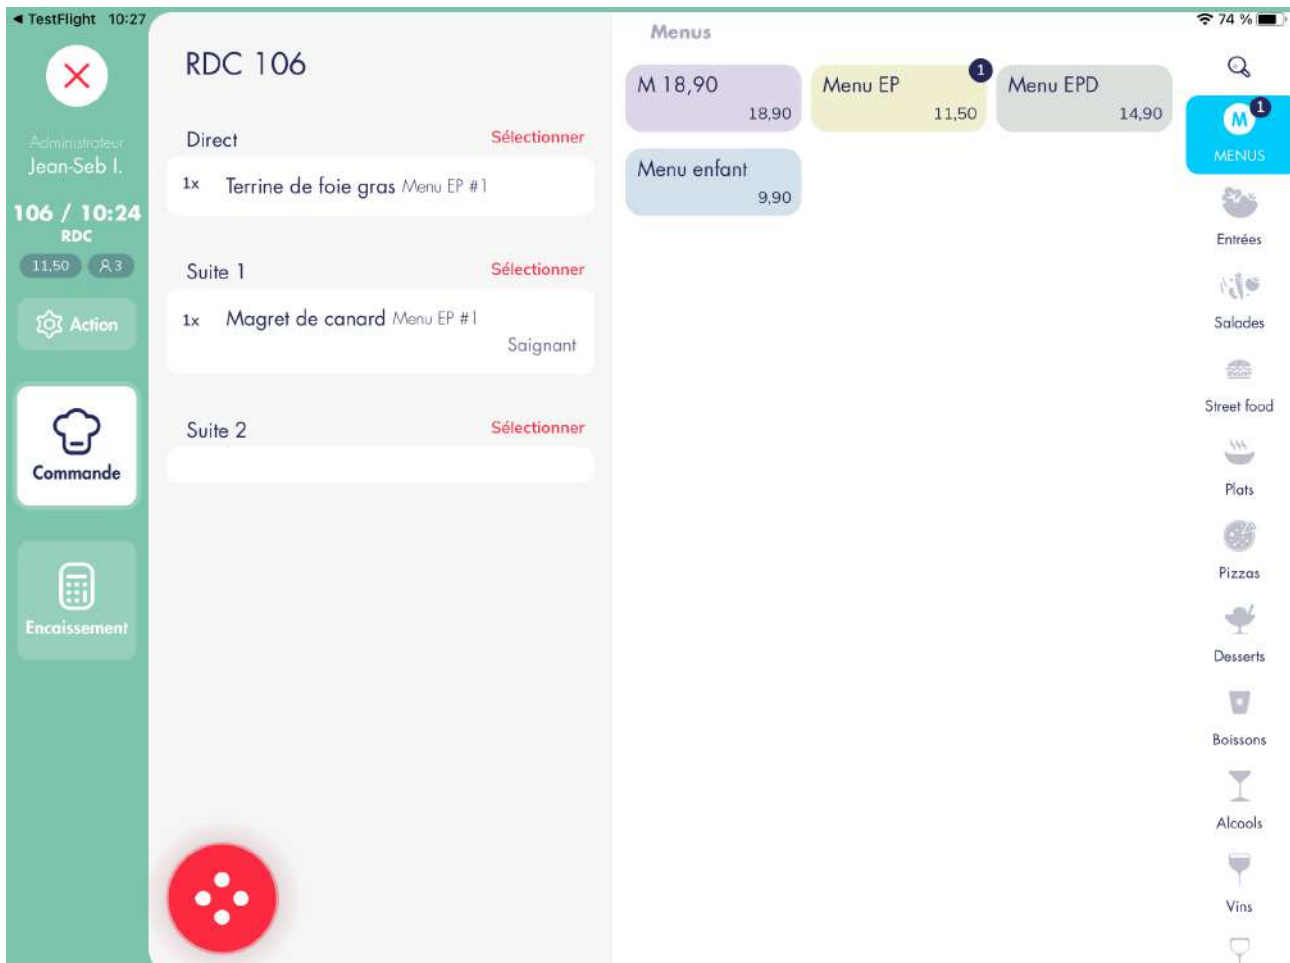 ◀ TestFlight 10:27
74 %
Administrateur
Jean-Seb I.
106 / 10:24
RDC
11,50
3
Action
Commande
Encaissement
RDC 106
Direct Sélectionner
1x Terrine de foie gras Menu EP #1
Suite 1 Sélectionner
1x Magret de canard Menu EP #1
Saignant
Suite 2 Sélectionner
Menus
M 18,90
18,90
Menu EP
1
11,50
Menu EPD
14,90
Menu enfant
9,90
M
1
MENUS
Entrées
Salades
Street food
Plats
Pizzas
Desserts
Boissons
Alcools
Vins